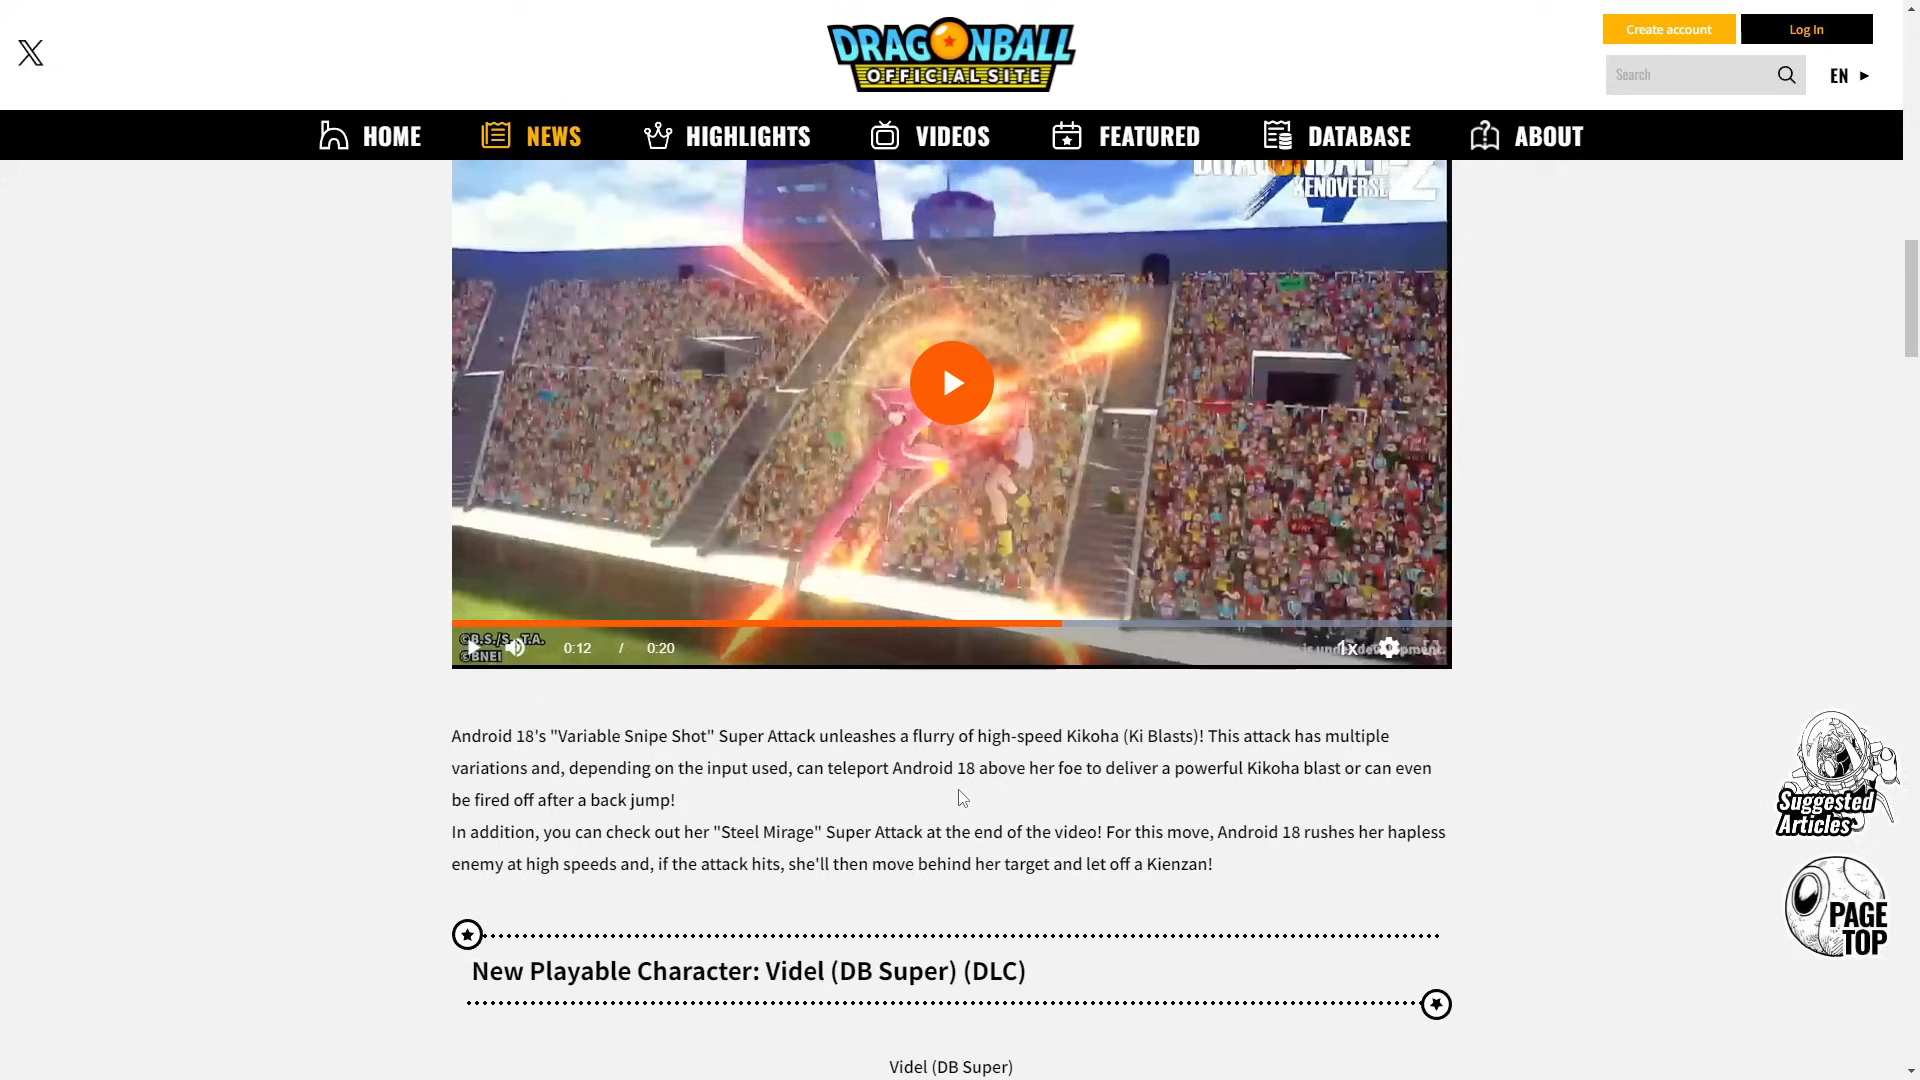 DRAGONBALL
OFFICIAL SITE
Create account
Log In
Search
EN
HOME
NEWS
HIGHLIGHTS
VIDEOS
FEATURED
DATABASE
ABOUT
DRAGONBALL
XENOVERSE 2
©B.S./S., T.A.
©BNEI
0:12 / 0:20
1x
is under development.
Android 18's "Variable Snipe Shot" Super Attack unleashes a flurry of high-speed Kikoha (Ki Blasts)! This attack has multiple
variations and, depending on the input used, can teleport Android 18 above her foe to deliver a powerful Kikoha blast or can even
be fired off after a back jump!
In addition, you can check out her "Steel Mirage" Super Attack at the end of the video! For this move, Android 18 rushes her hapless
enemy at high speeds and, if the attack hits, she'll then move behind her target and let off a Kienzan!
Suggested
Articles
PAGE
TOP
New Playable Character: Videl (DB Super) (DLC)
Videl (DB Super)